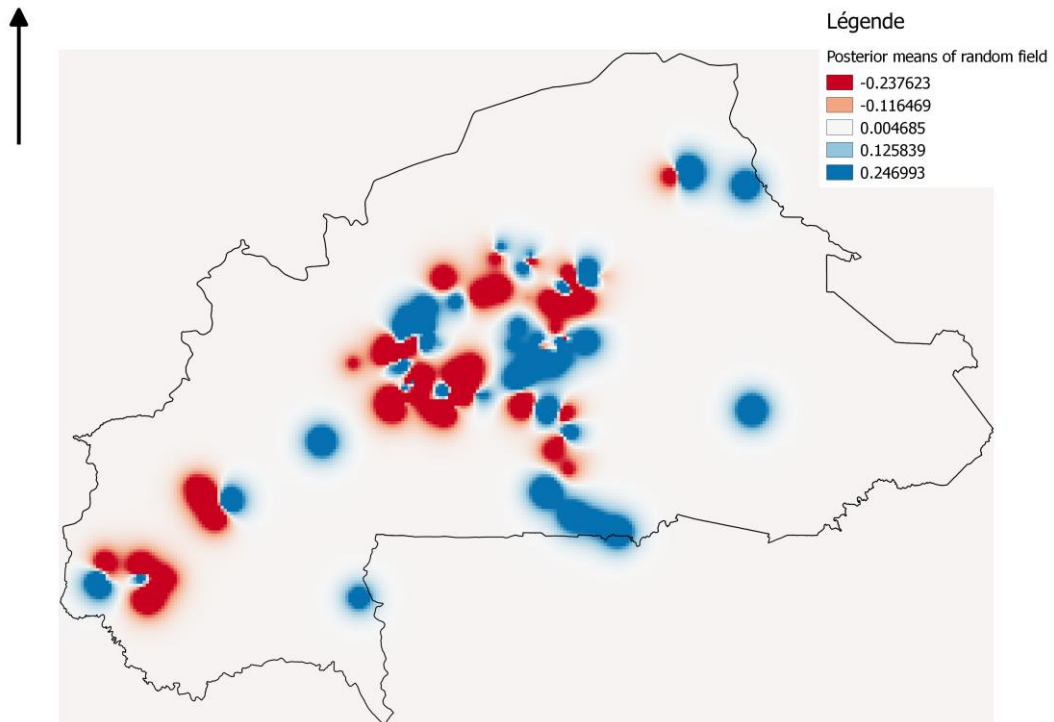 Légende
Posterior means of random field
-0.237623
-0.116469
0.004685
0.125839
0.246993